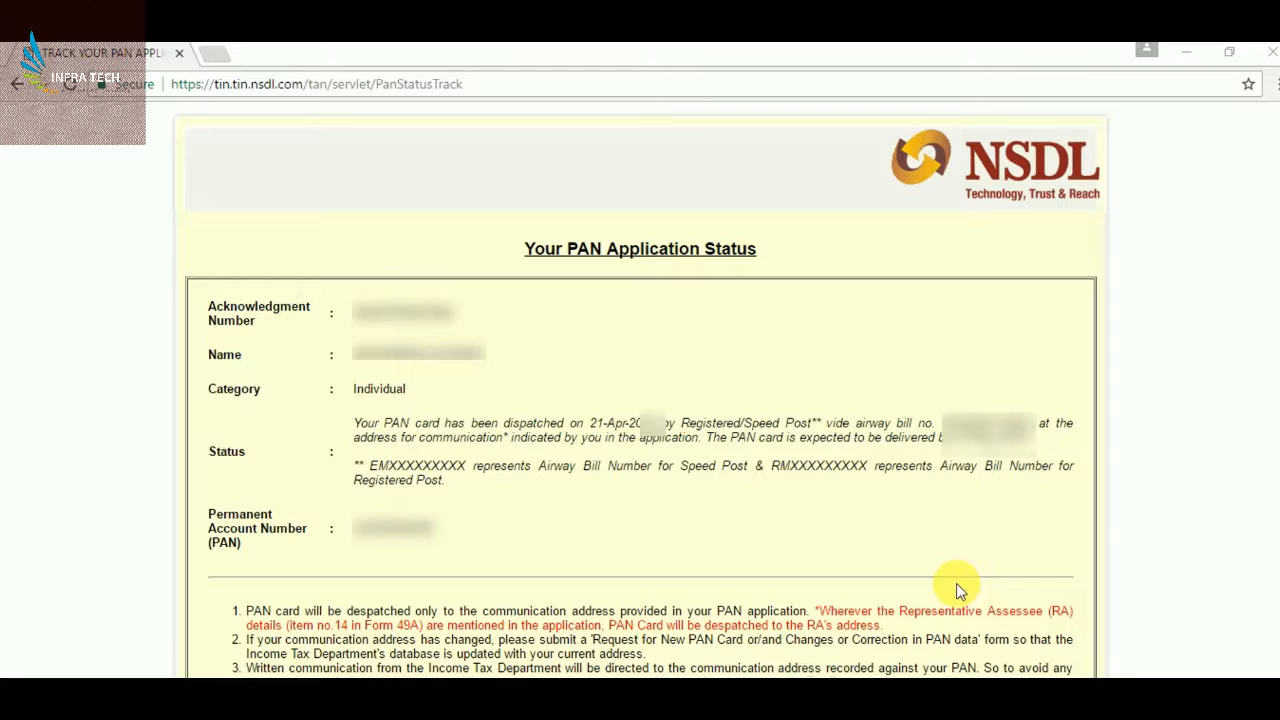 TRACK YOUR PAN APPLI
INFRA TECH
Secure https://tin.tin.nsdl.com/tan/servlet/PanStatusTrack
NSDL
Technology, Trust & Reach
Your PAN Application Status
Acknowledgment
Number :
Name :
Category : Individual
Your PAN card has been dispatched on 21-Apr-20 by Registered/Speed Post** vide airway bill no. at the
address for communication* indicated by you in the application. The PAN card is expected to be delivered
Status :
** EMXXXXXXXXX represents Airway Bill Number for Speed Post & RMXXXXXXXXX represents Airway Bill Number for
Registered Post.
Permanent
Account Number :
(PAN)
1. PAN card will be despatched only to the communication address provided in your PAN application. *Wherever the Representative Assessee (RA)
details (item no.14 in Form 49A) are mentioned in the application, PAN Card will be despatched to the RA's address.
2. If your communication address has changed, please submit a 'Request for New PAN Card or/and Changes or Correction in PAN data' form so that the
Income Tax Department's database is updated with your current address.
3. Written communication from the Income Tax Department will be directed to the communication address recorded against your PAN. So to avoid any